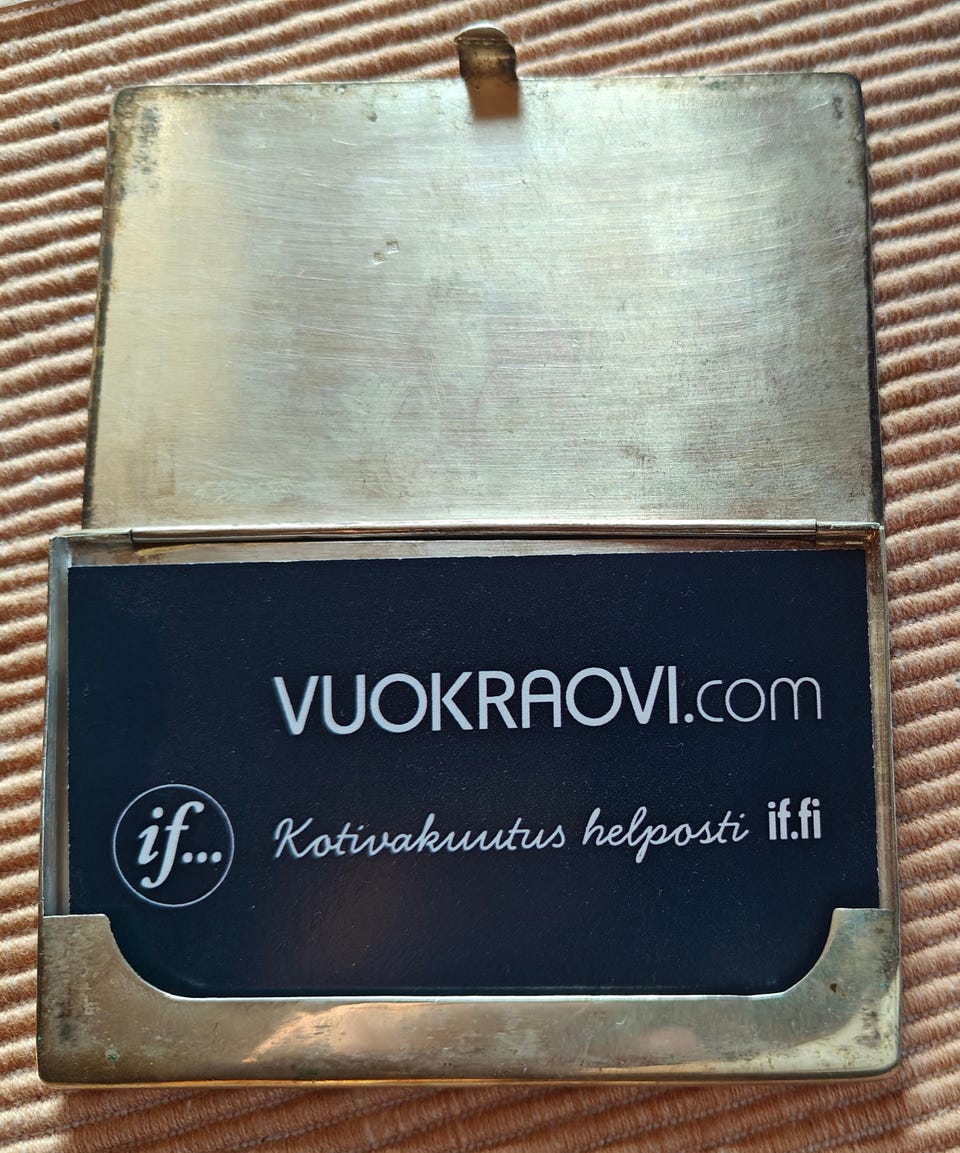 VUOKRAOVI.com
if...
Kotivakuutus helposti if.fi